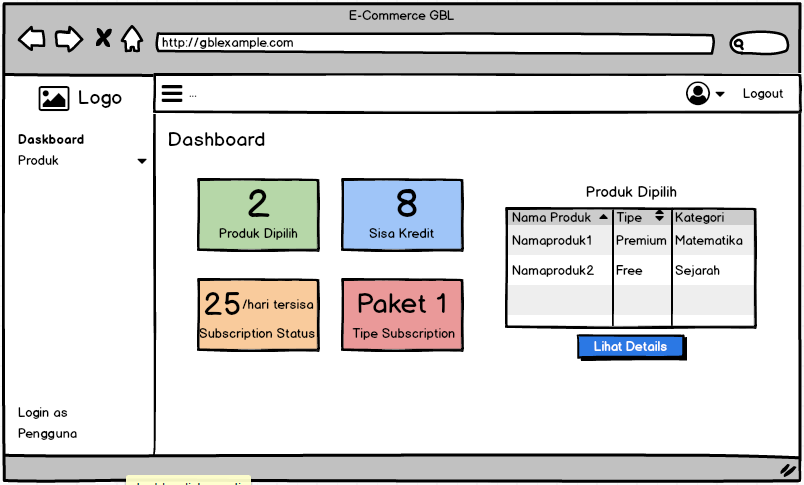 E-Commerce GBL
http://gblexample.com
Logo
...
Logout
Daskboard
Produk
Dashboard
2
Produk Dipilih
8
Sisa Kredit
25/hari tersisa
Subscription Status
Paket 1
Tipe Subscription
Produk Dipilih
Nama Produk Tipe Kategori
Namaproduk1 Premium Matematika
Namaproduk2 Free Sejarah
Lihat Details
Login as
Pengguna